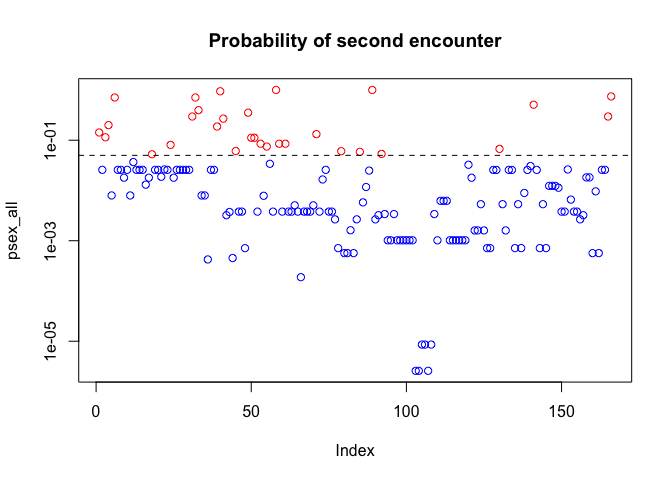 Probability of second encounter
psex_all
1e-01
1e-03
1e-05
0
50
100
150
Index